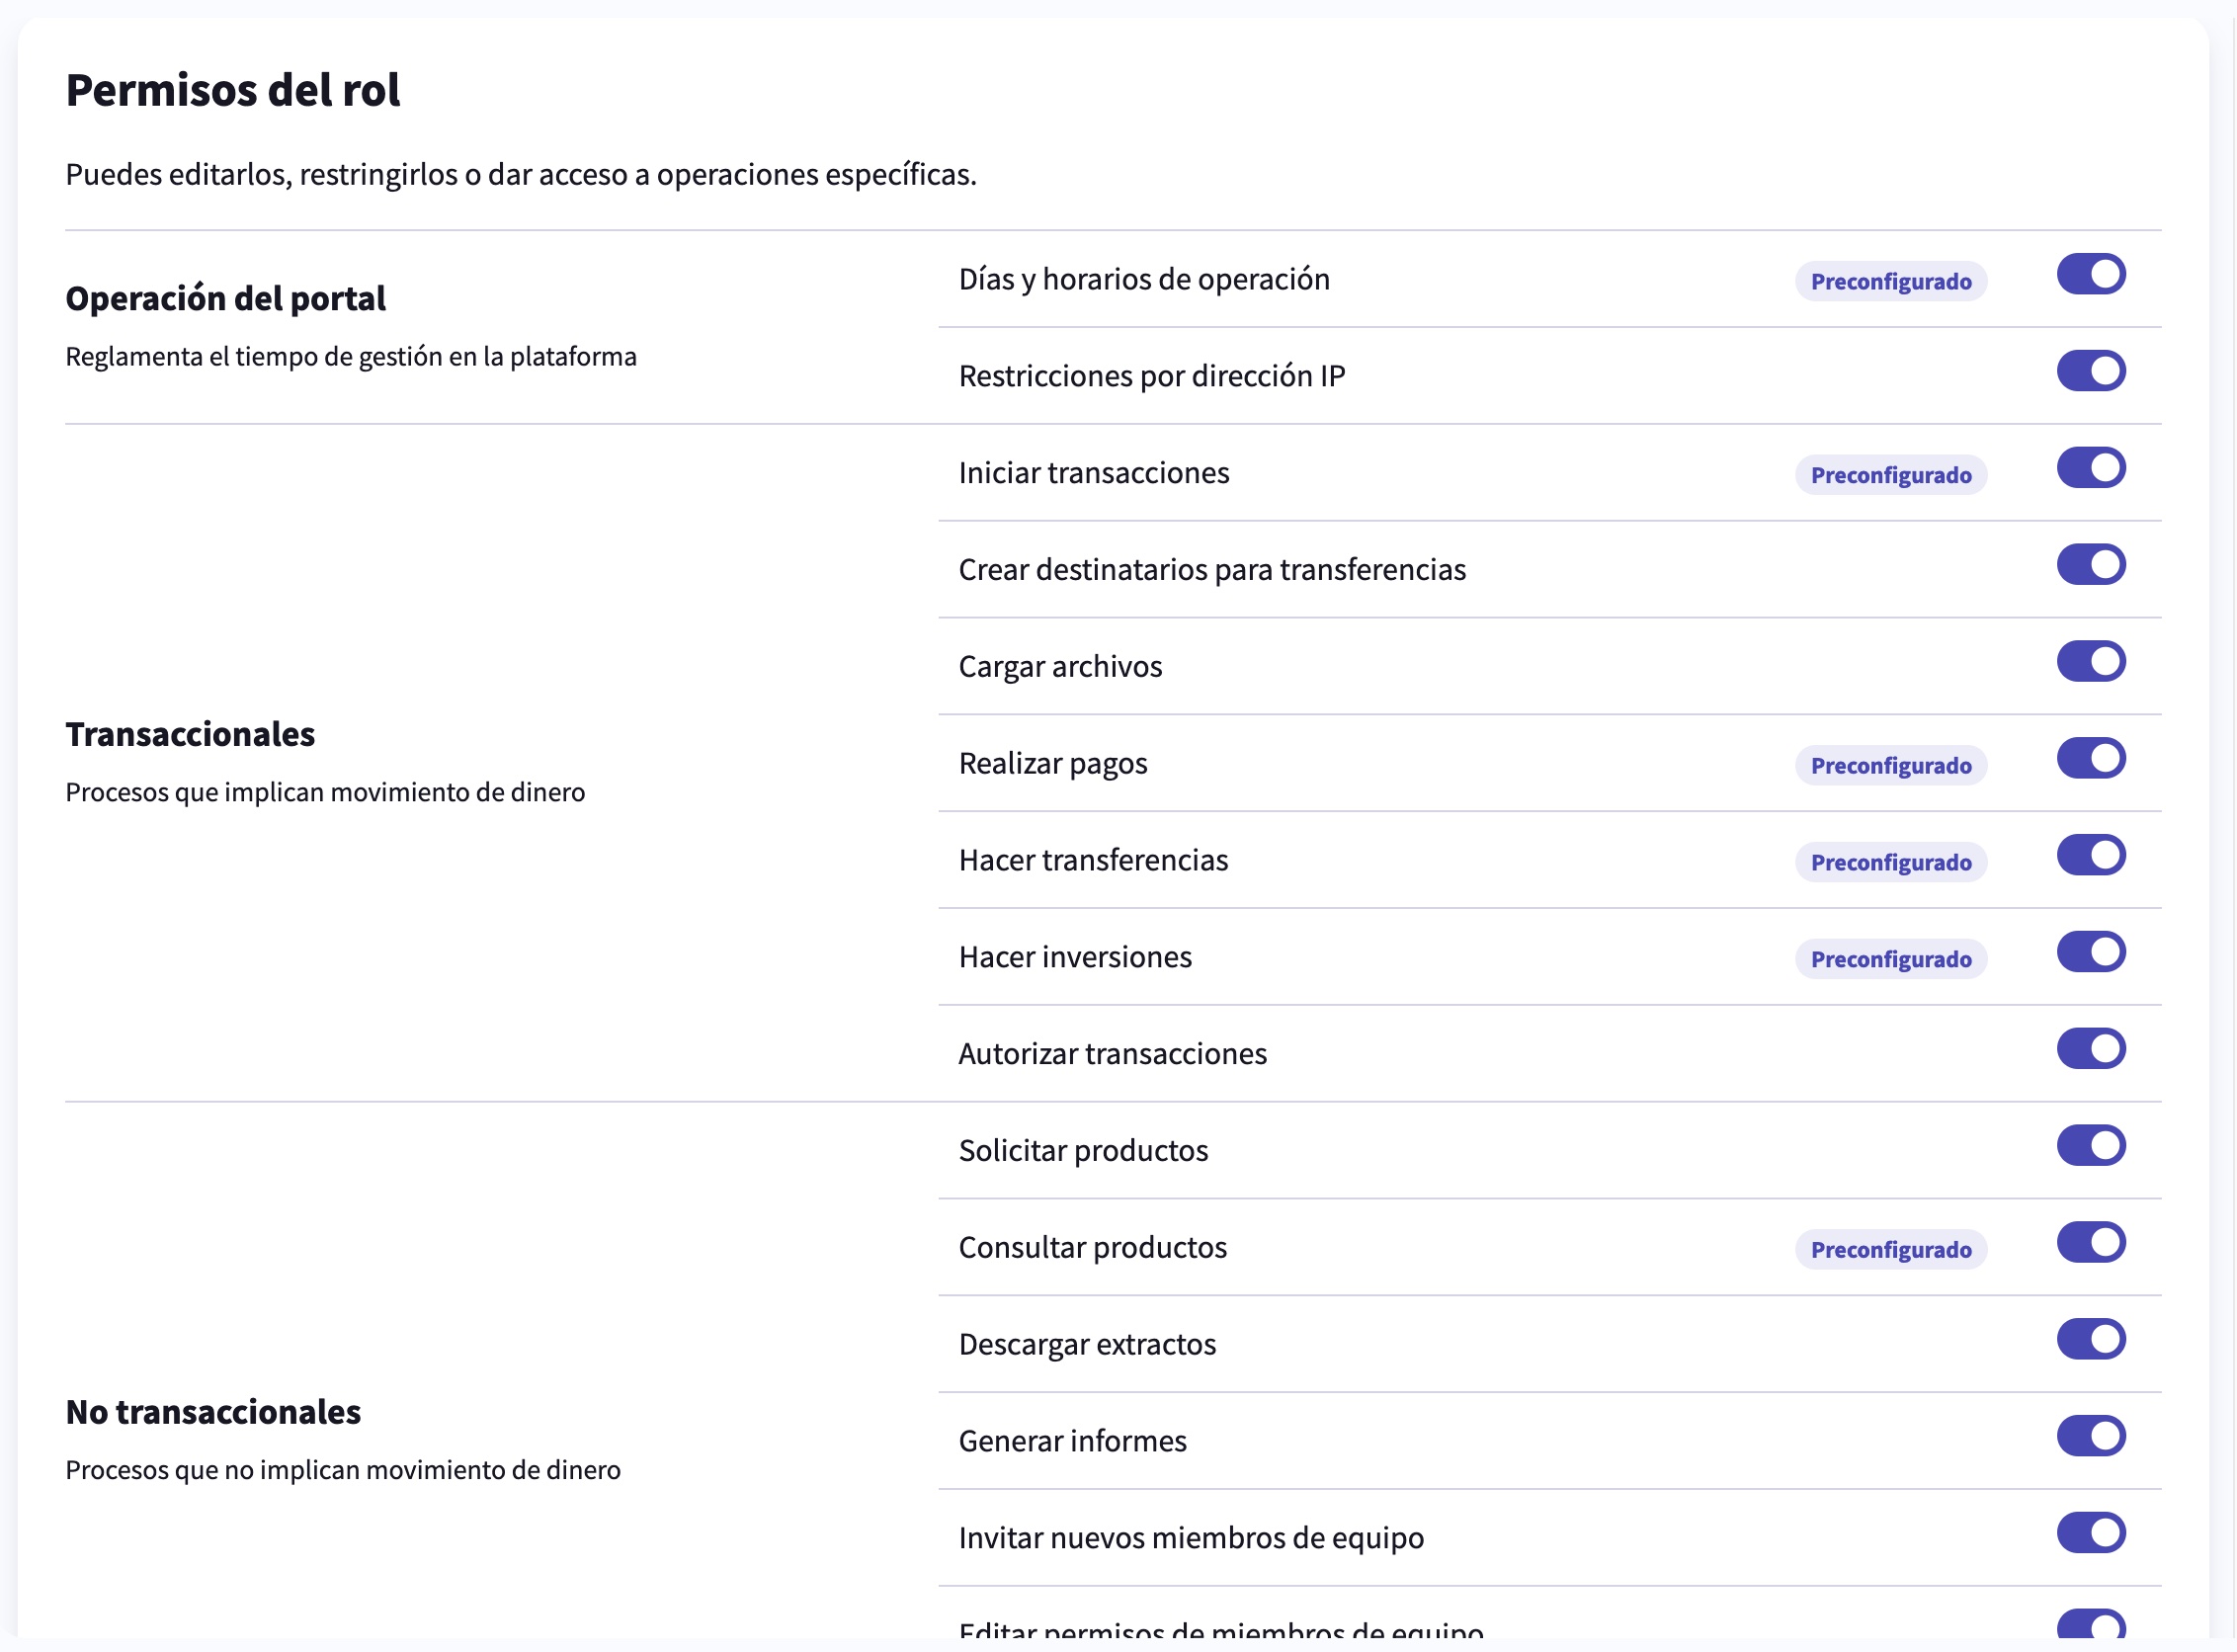 Permisos del rol
Puedes editarlos, restringirlos o dar acceso a operaciones específicas.
Operación del portal
Reglamenta el tiempo de gestión en la plataforma
Días y horarios de operación
Preconfigurado
Restricciones por dirección IP
Transaccionales
Procesos que implican movimiento de dinero
Iniciar transacciones
Preconfigurado
Crear destinatarios para transferencias
Cargar archivos
Realizar pagos
Preconfigurado
Hacer transferencias
Preconfigurado
Hacer inversiones
Preconfigurado
Autorizar transacciones
No transaccionales
Procesos que no implican movimiento de dinero
Solicitar productos
Consultar productos
Preconfigurado
Descargar extractos
Generar informes
Invitar nuevos miembros de equipo
Editar permisos de miembros de equipo